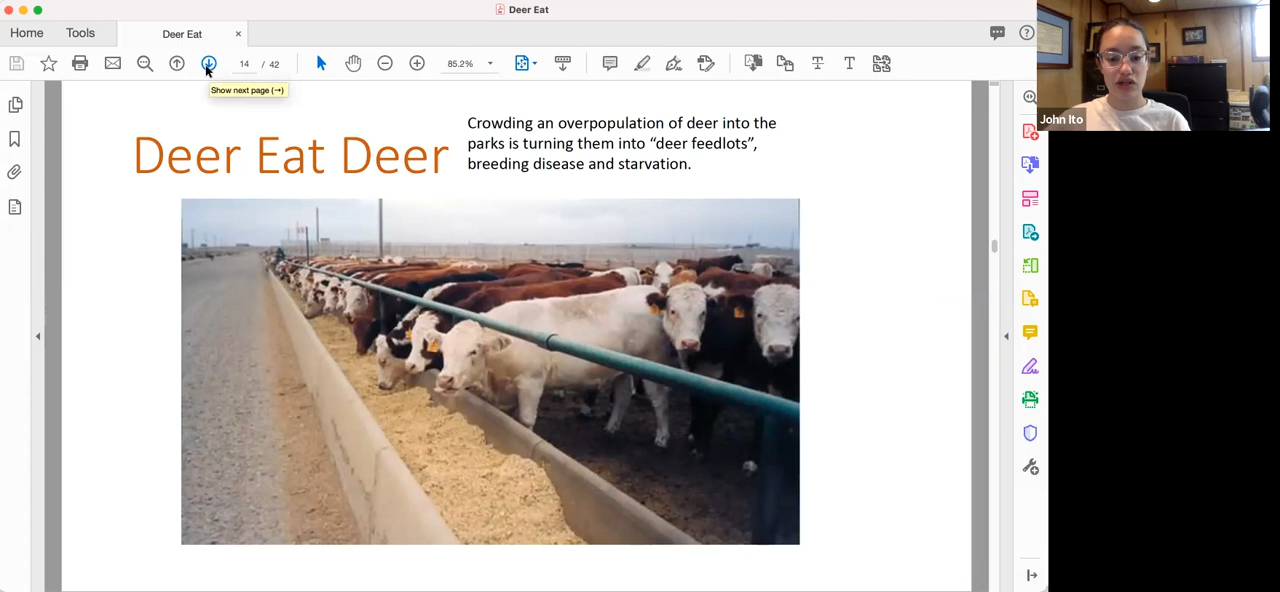 Deer Eat
Home
Tools
Deer Eat
14 / 42
85.2%
Show next page (→)
John Ito
Deer Eat Deer
Crowding an overpopulation of deer into the
parks is turning them into “deer feedlots”,
breeding disease and starvation.